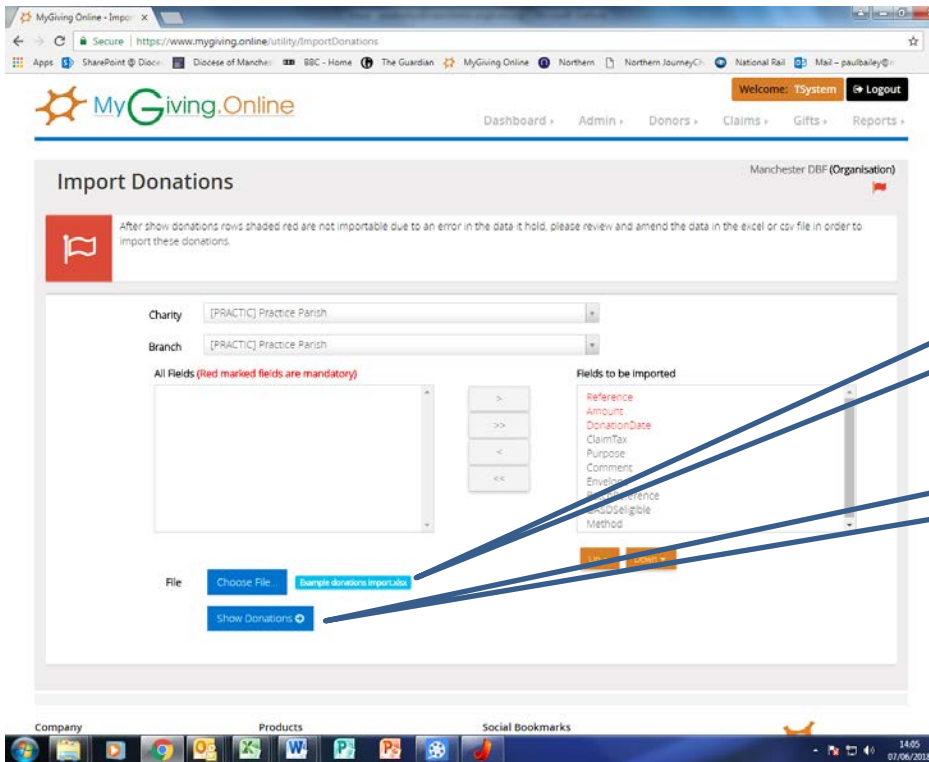 MyGiving Online - Impor
Secure | https://www.mygiving.online/utility/ImportDonations
Apps SharePoint @ Dioce Diocese of Manches BBC - Home The Guardian MyGiving Online Northern Northern JourneyCh National Rail Mail – paulbailey@
MyGiving.Online
Welcome: TSystem Logout
Dashboard Admin Donors Claims Gifts Reports
Import Donations
Manchester DBF (Organisation)
After show donations rows shaded red are not importable due to an error in the data it hold, please review and amend the data in the excel or csv file in order to
import these donations.
Charity [PRACTIC] Practice Parish
Branch [PRACTIC] Practice Parish
All Fields (Red marked fields are mandatory)
Fields to be imported
>
>>
<
<<
Reference
Amount
DonationDate
ClaimTax
Purpose
Comment
Method
File Choose File... Example donations import.xlsx
Show Donations
Company Products Social Bookmarks
14:05
07/06/2018